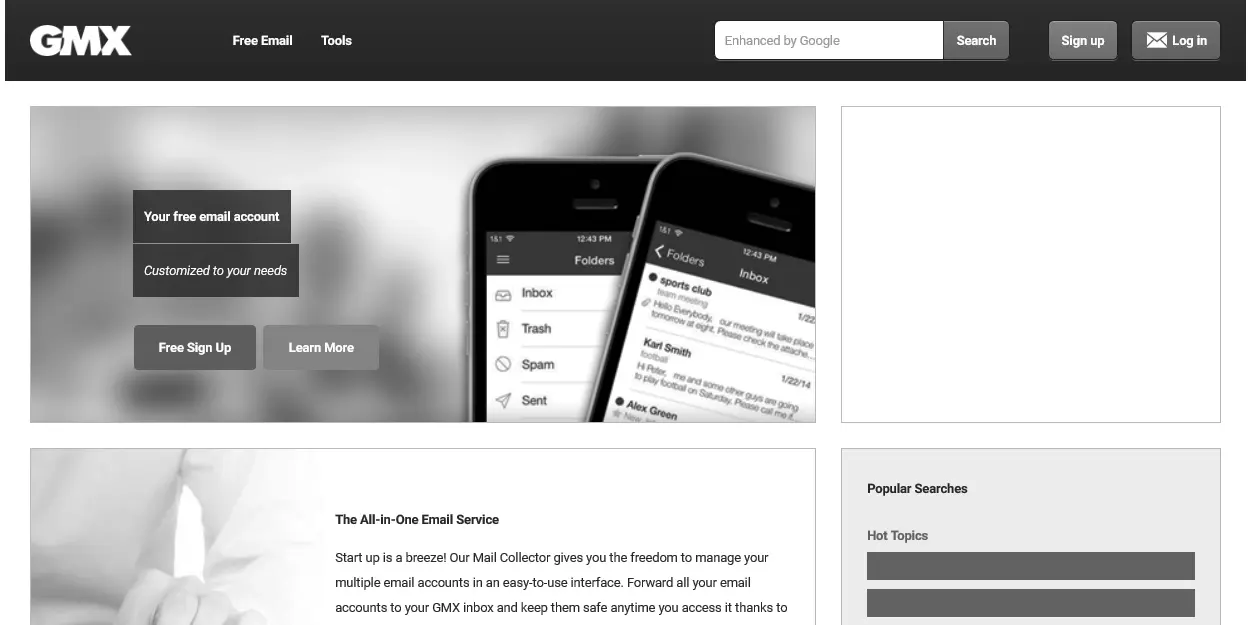 GMX
Free Email
Tools
Enhanced by Google
Search
Sign up
Log in
Your free email account
Customized to your needs
Free Sign Up
Learn More
1&1
12:43 PM
Folders
Inbox
Trash
Spam
Sent
1&1
12:43 PM
Folders
Inbox
sports club
team meeting
1/22
Hello Everybody, our meeting will take place
tomorrow at eight. Please check the attache...
Karl Smith
football
1/22/14
Hi Peter, me and some other guys are going
to play football on Saturday. Please call me
Alex Green
The All-in-One Email Service
Start up is a breeze! Our Mail Collector gives you the freedom to manage your
multiple email accounts in an easy-to-use interface. Forward all your email
accounts to your GMX inbox and keep them safe anytime you access it thanks to
Popular Searches
Hot Topics